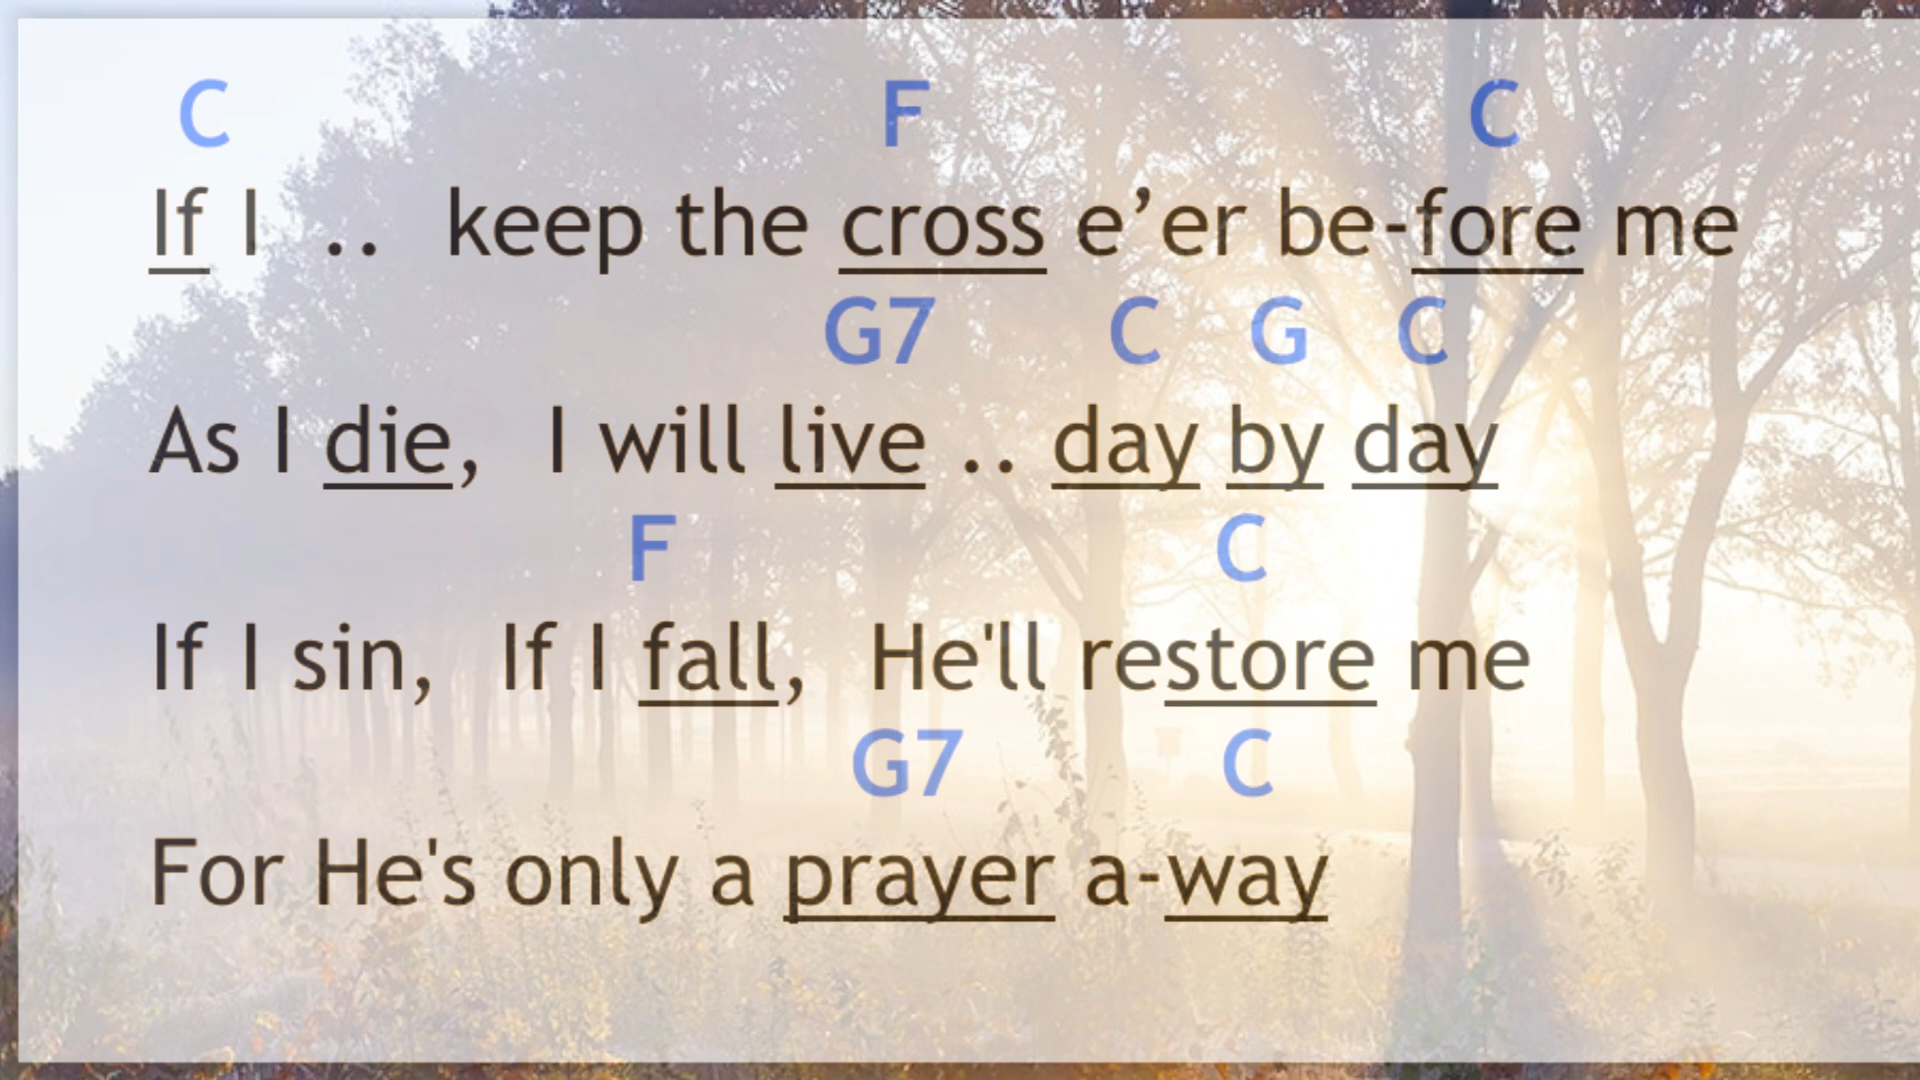 C F C
If I .. keep the cross e’er be-fore me
G7 C G C
As I die, I will live .. day by day
F C
If I sin, If I fall, He'll restore me
G7 C
For He's only a prayer a-way